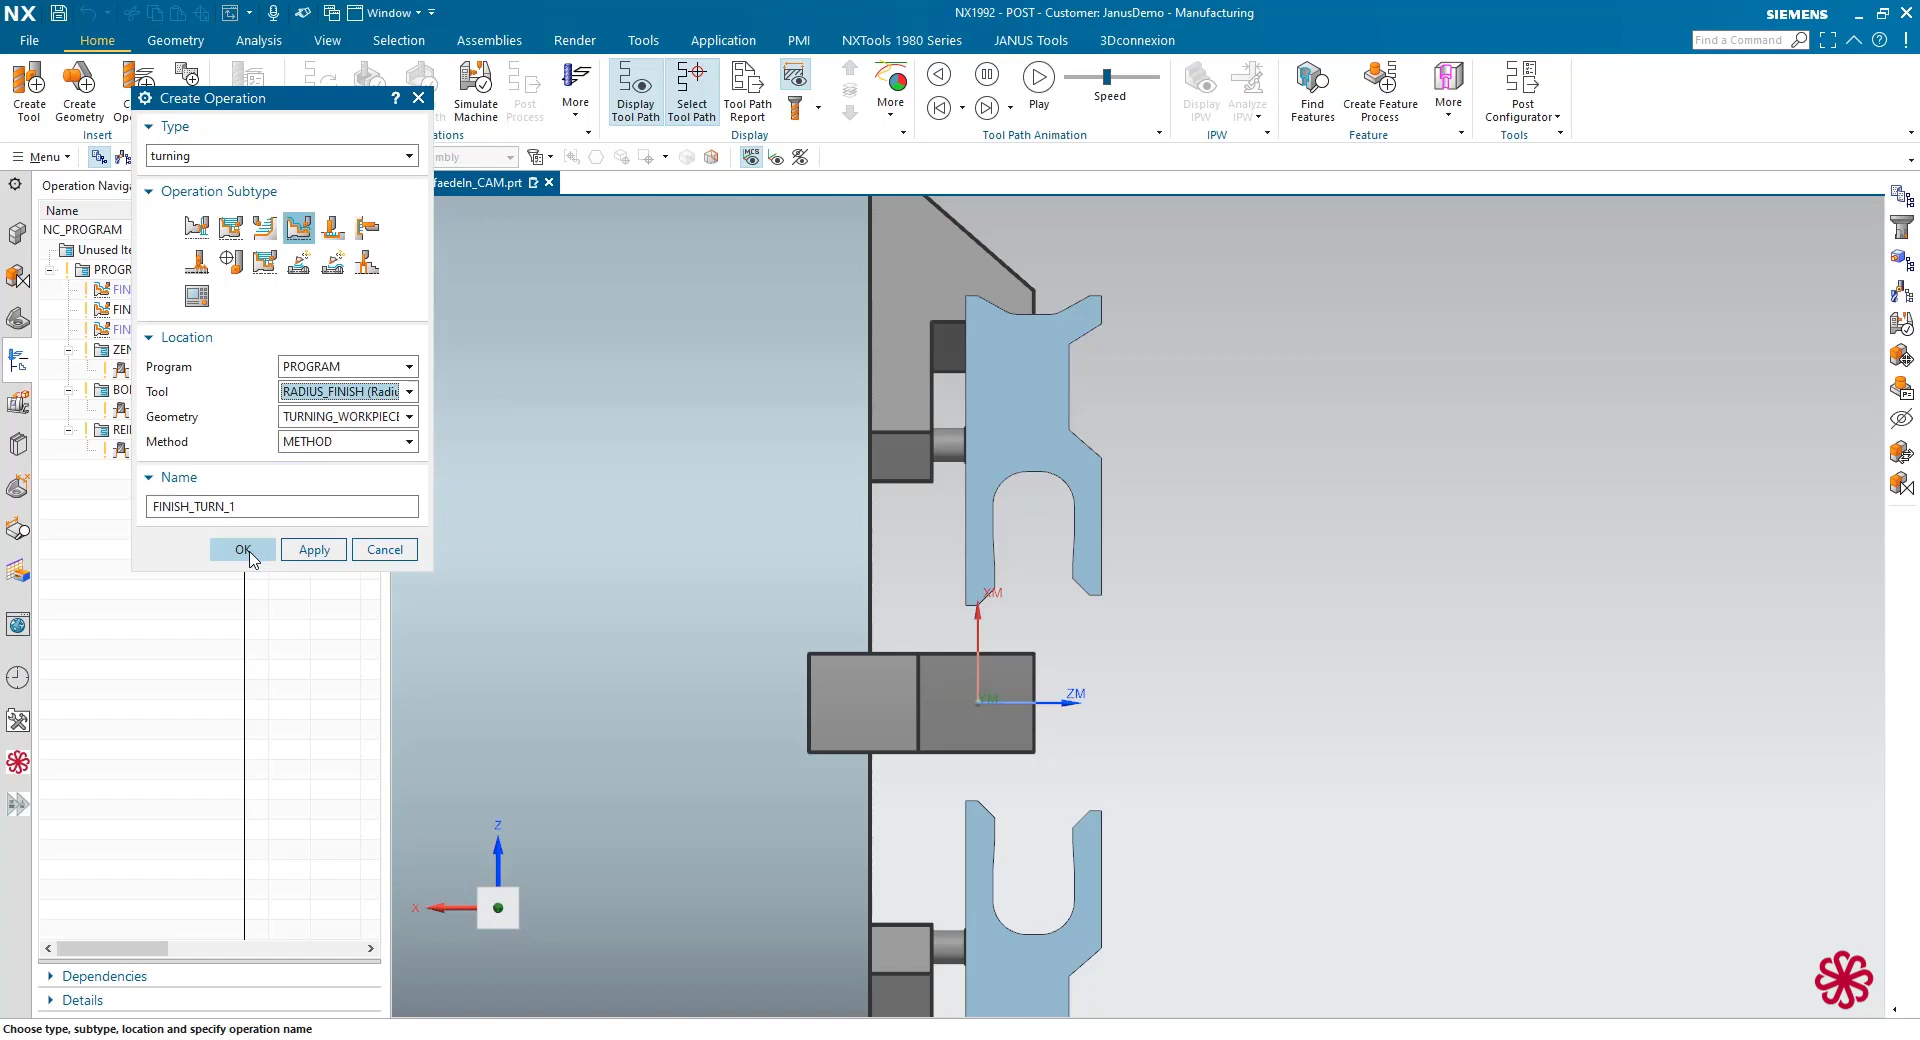 NX Window NX1992 - POST - Customer: JanusDemo - Manufacturing SIEMENS
File Home Geometry Analysis View Selection Assemblies Render Tools Application PMI NXTools 1980 Series JANUS Tools 3Dconnexion Find a Command
Create Tool
Create Geometry
Simulate Machine
Post Process
More
Display Tool Path
Select Tool Path
Tool Path Report
More
Play
Speed
Display IPW
Analyze IPW
Find Features
Create Feature Process
More
Post Configurator
Insert
Display
Tool Path Animation
IPW
Feature
Tools
Menu
faedeln_CAM.prt
Create Operation
Type
turning
Operation Subtype
Location
Program PROGRAM
Tool RADIUS_FINISH (Radiu
Geometry TURNING_WORKPIECE
Method METHOD
Name
FINISH_TURN_1
OK Apply Cancel
Operation Naviga
Name
NC_PROGRAM
Unused Ite
PROGR
FIN
FIN
FIN
ZEN
BO
REI
XM
YM
ZM
Z
X
Dependencies
Details
Choose type, subtype, location and specify operation name